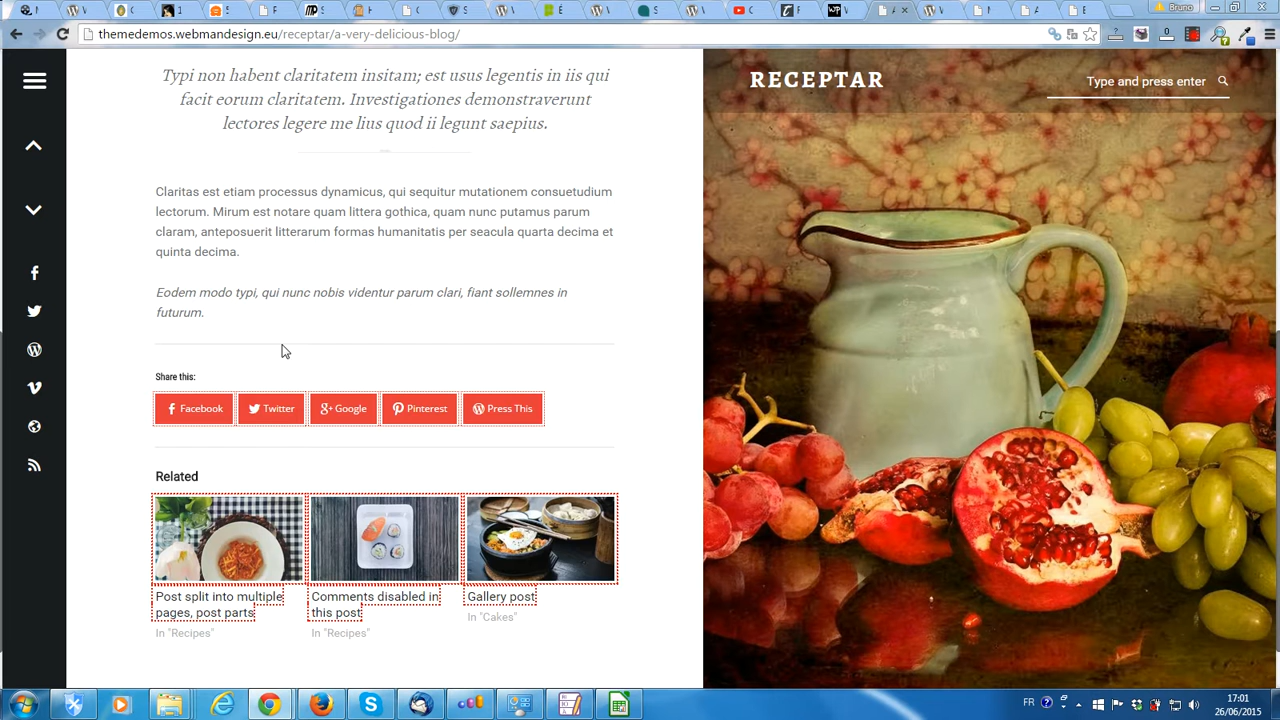 Bruno
themedemos.webmandesign.eu/receptar/a-very-delicious-blog/
RECEPTAR
Type and press enter
Typi non habent claritatem insitam; est usus legentis in iis qui
facit eorum claritatem. Investigationes demonstraverunt
lectores legere me lius quod ii legunt saepius.
Claritas est etiam processus dynamicus, qui sequitur mutationem consuetudium
lectorum. Mirum est notare quam littera gothica, quam nunc putamus parum
claram, anteposuerit litterarum formas humanitatis per seacula quarta decima et
quinta decima.
Eodem modo typi, qui nunc nobis videntur parum clari, fiant sollemnes in
futurum.
Share this:
Facebook
Twitter
Google
Pinterest
Press This
Related
Post split into multiple
pages, post parts
In "Recipes"
Comments disabled in
this post
In "Recipes"
Gallery post
In "Cakes"
FR
17:01
26/06/2015